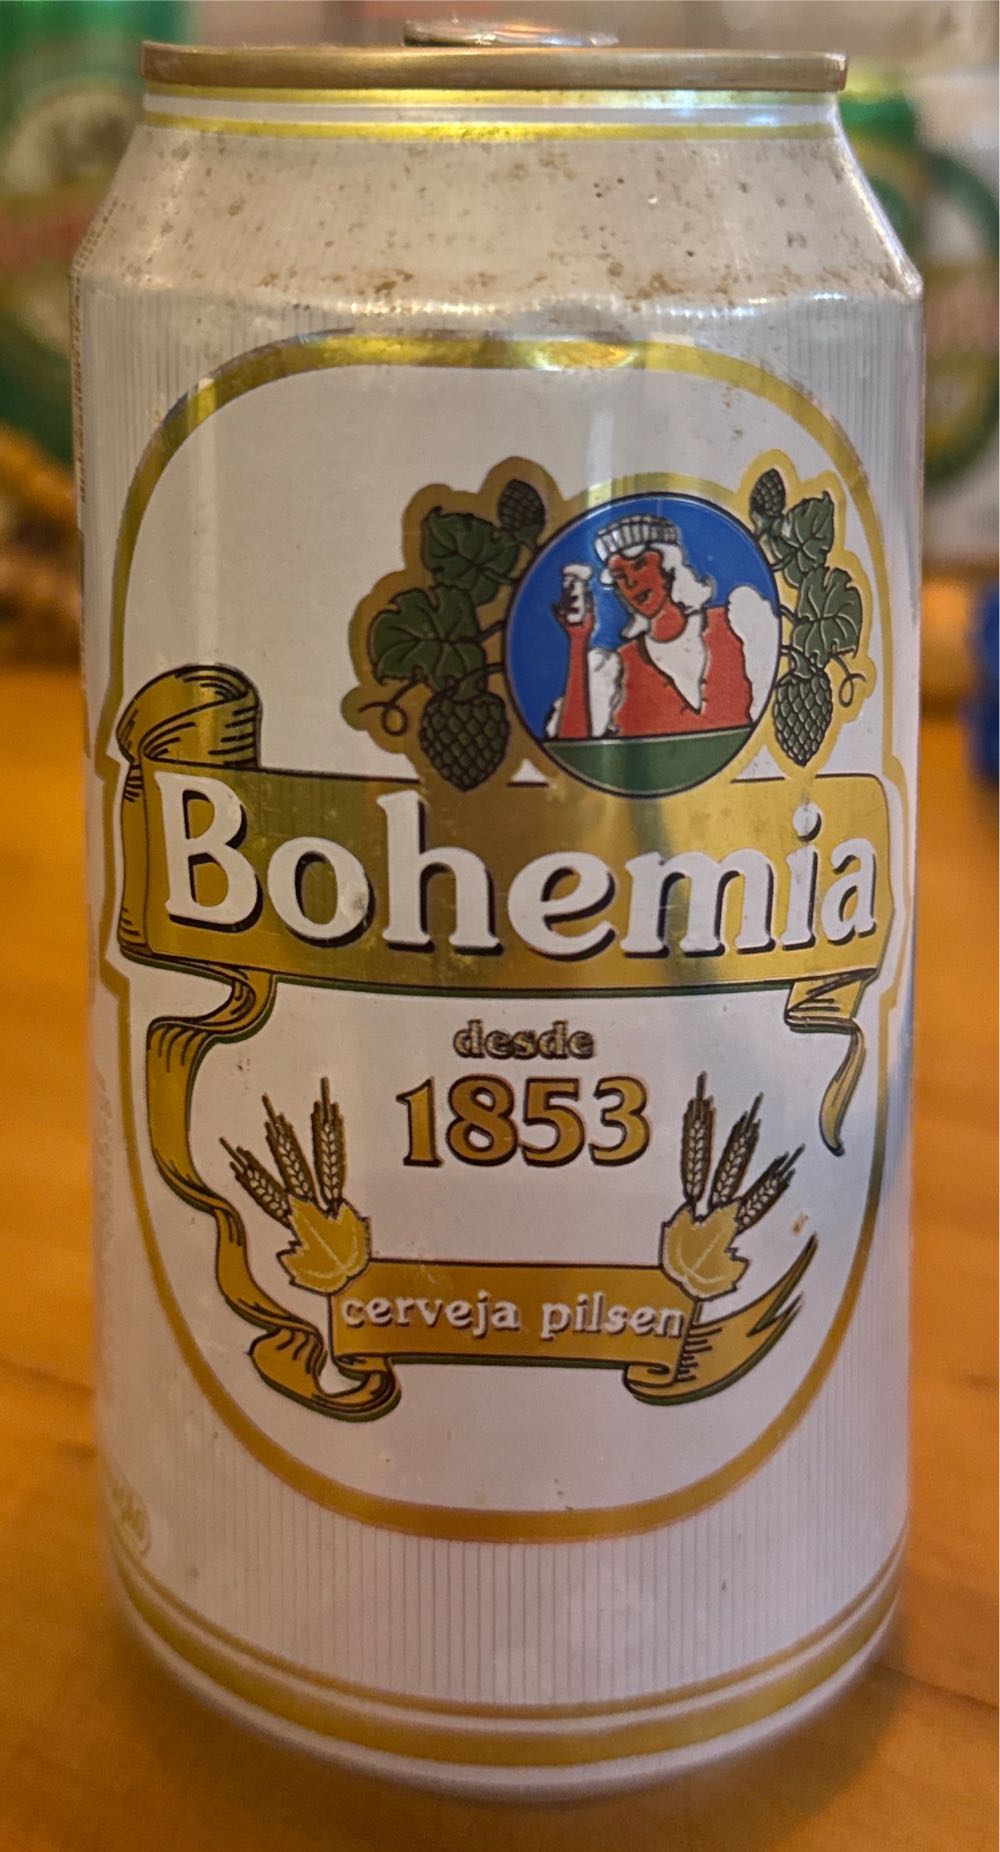 Bohemia
desde
1853
cerveja pilsen